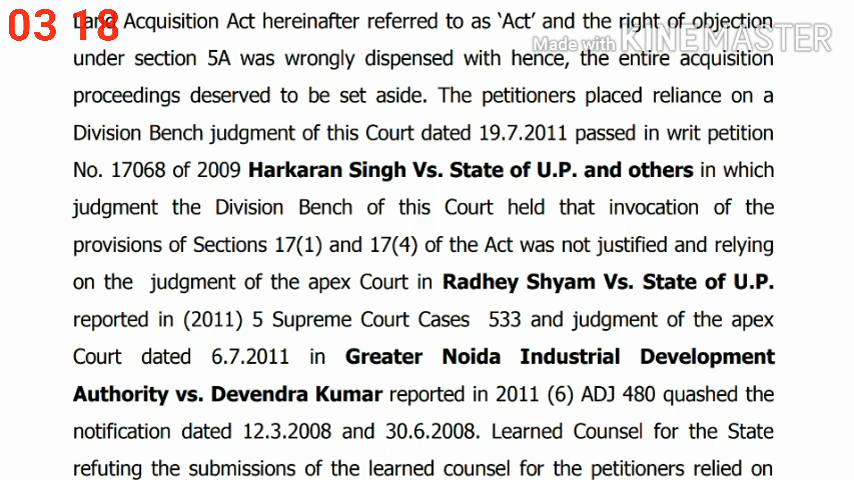 03 18
Land Acquisition Act hereinafter referred to as ‘Act’ and the right of objection
Made with KINEMASTER
under section 5A was wrongly dispensed with hence, the entire acquisition
proceedings deserved to be set aside. The petitioners placed reliance on a
Division Bench judgment of this Court dated 19.7.2011 passed in writ petition
No. 17068 of 2009 Harkaran Singh Vs. State of U.P. and others in which
judgment the Division Bench of this Court held that invocation of the
provisions of Sections 17(1) and 17(4) of the Act was not justified and relying
on the judgment of the apex Court in Radhey Shyam Vs. State of U.P.
reported in (2011) 5 Supreme Court Cases 533 and judgment of the apex
Court dated 6.7.2011 in Greater Noida Industrial Development
Authority vs. Devendra Kumar reported in 2011 (6) ADJ 480 quashed the
notification dated 12.3.2008 and 30.6.2008. Learned Counsel for the State
refuting the submissions of the learned counsel for the petitioners relied on